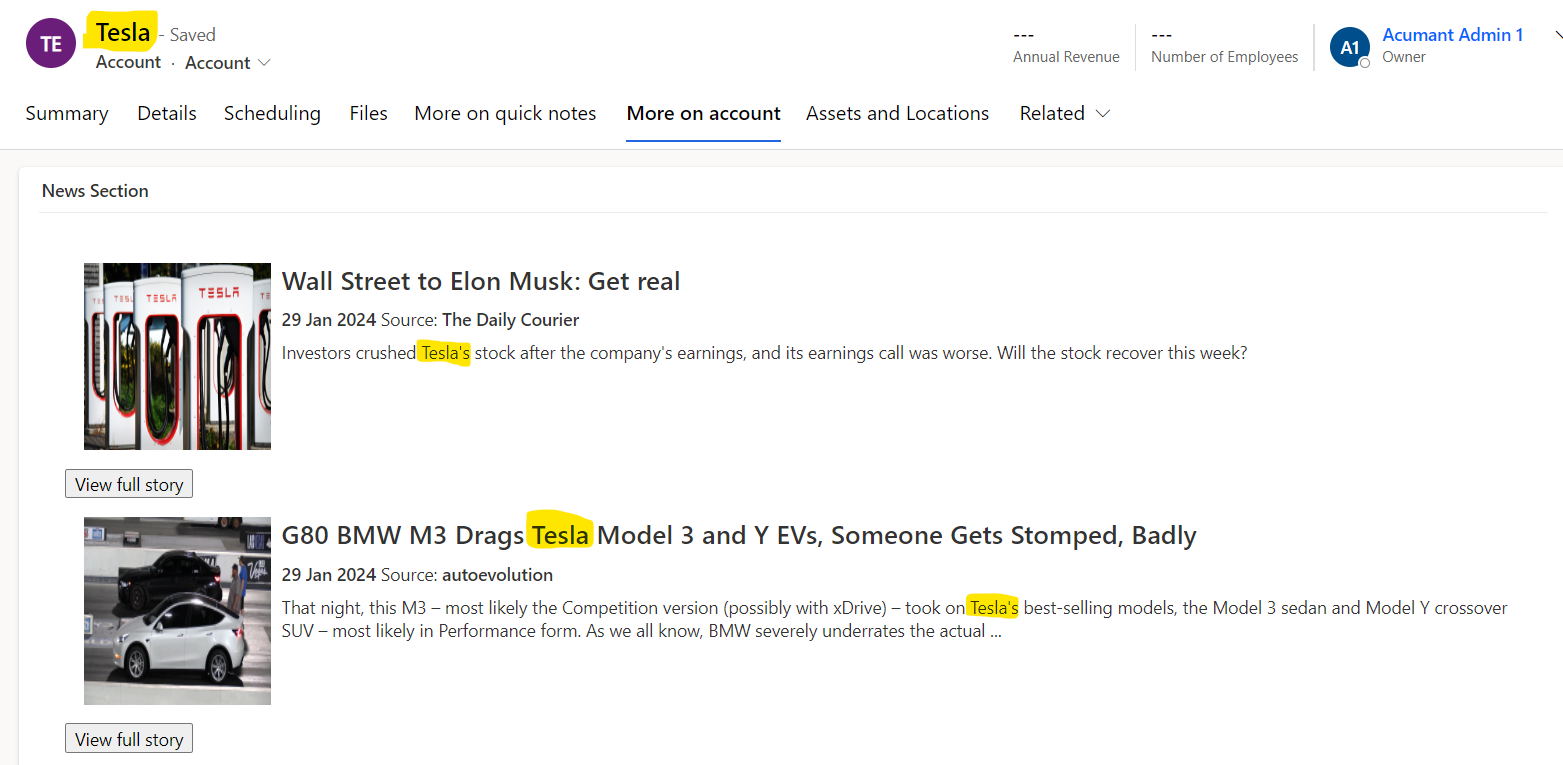 TE
Tesla - Saved
Account · Account
---
Annual Revenue
---
Number of Employees
A1
Acumant Admin 1
Owner
Summary Details Scheduling Files More on quick notes More on account Assets and Locations Related
News Section
TESLA
TESLA
TESLA
Wall Street to Elon Musk: Get real
29 Jan 2024 Source: The Daily Courier
Investors crushed Tesla's stock after the company's earnings, and its earnings call was worse. Will the stock recover this week?
View full story
G80 BMW M3 Drags Tesla Model 3 and Y EVs, Someone Gets Stomped, Badly
29 Jan 2024 Source: autoevolution
That night, this M3 – most likely the Competition version (possibly with xDrive) – took on Tesla's best-selling models, the Model 3 sedan and Model Y crossover
SUV – most likely in Performance form. As we all know, BMW severely underrates the actual ...
View full story